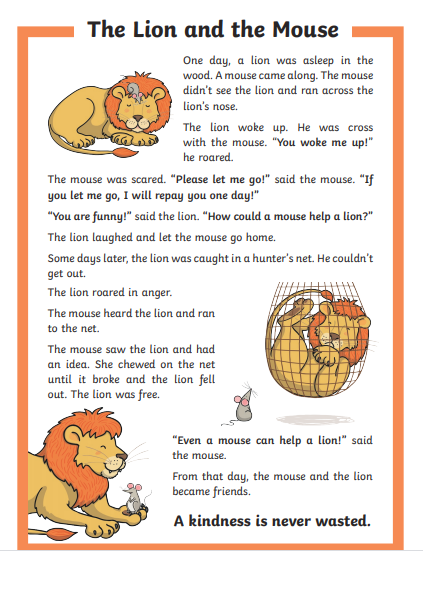 The Lion and the Mouse
One day, a lion was asleep in the
wood. A mouse came along. The mouse
didn't see the lion and ran across the
lion's nose.
The lion woke up. He was cross
with the mouse. "You woke me up!"
he roared.
The mouse was scared. "Please let me go!" said the mouse. "If
you let me go, I will repay you one day!"
"You are funny!" said the lion. "How could a mouse help a lion?"
The lion laughed and let the mouse go home.
Some days later, the lion was caught in a hunter's net. He couldn't
get out.
The lion roared in anger.
The mouse heard the lion and ran
to the net.
The mouse saw the lion and had
an idea. She chewed on the net
until it broke and the lion fell
out. The lion was free.
"Even a mouse can help a lion!" said
the mouse.
From that day, the mouse and the lion
became friends.
A kindness is never wasted.